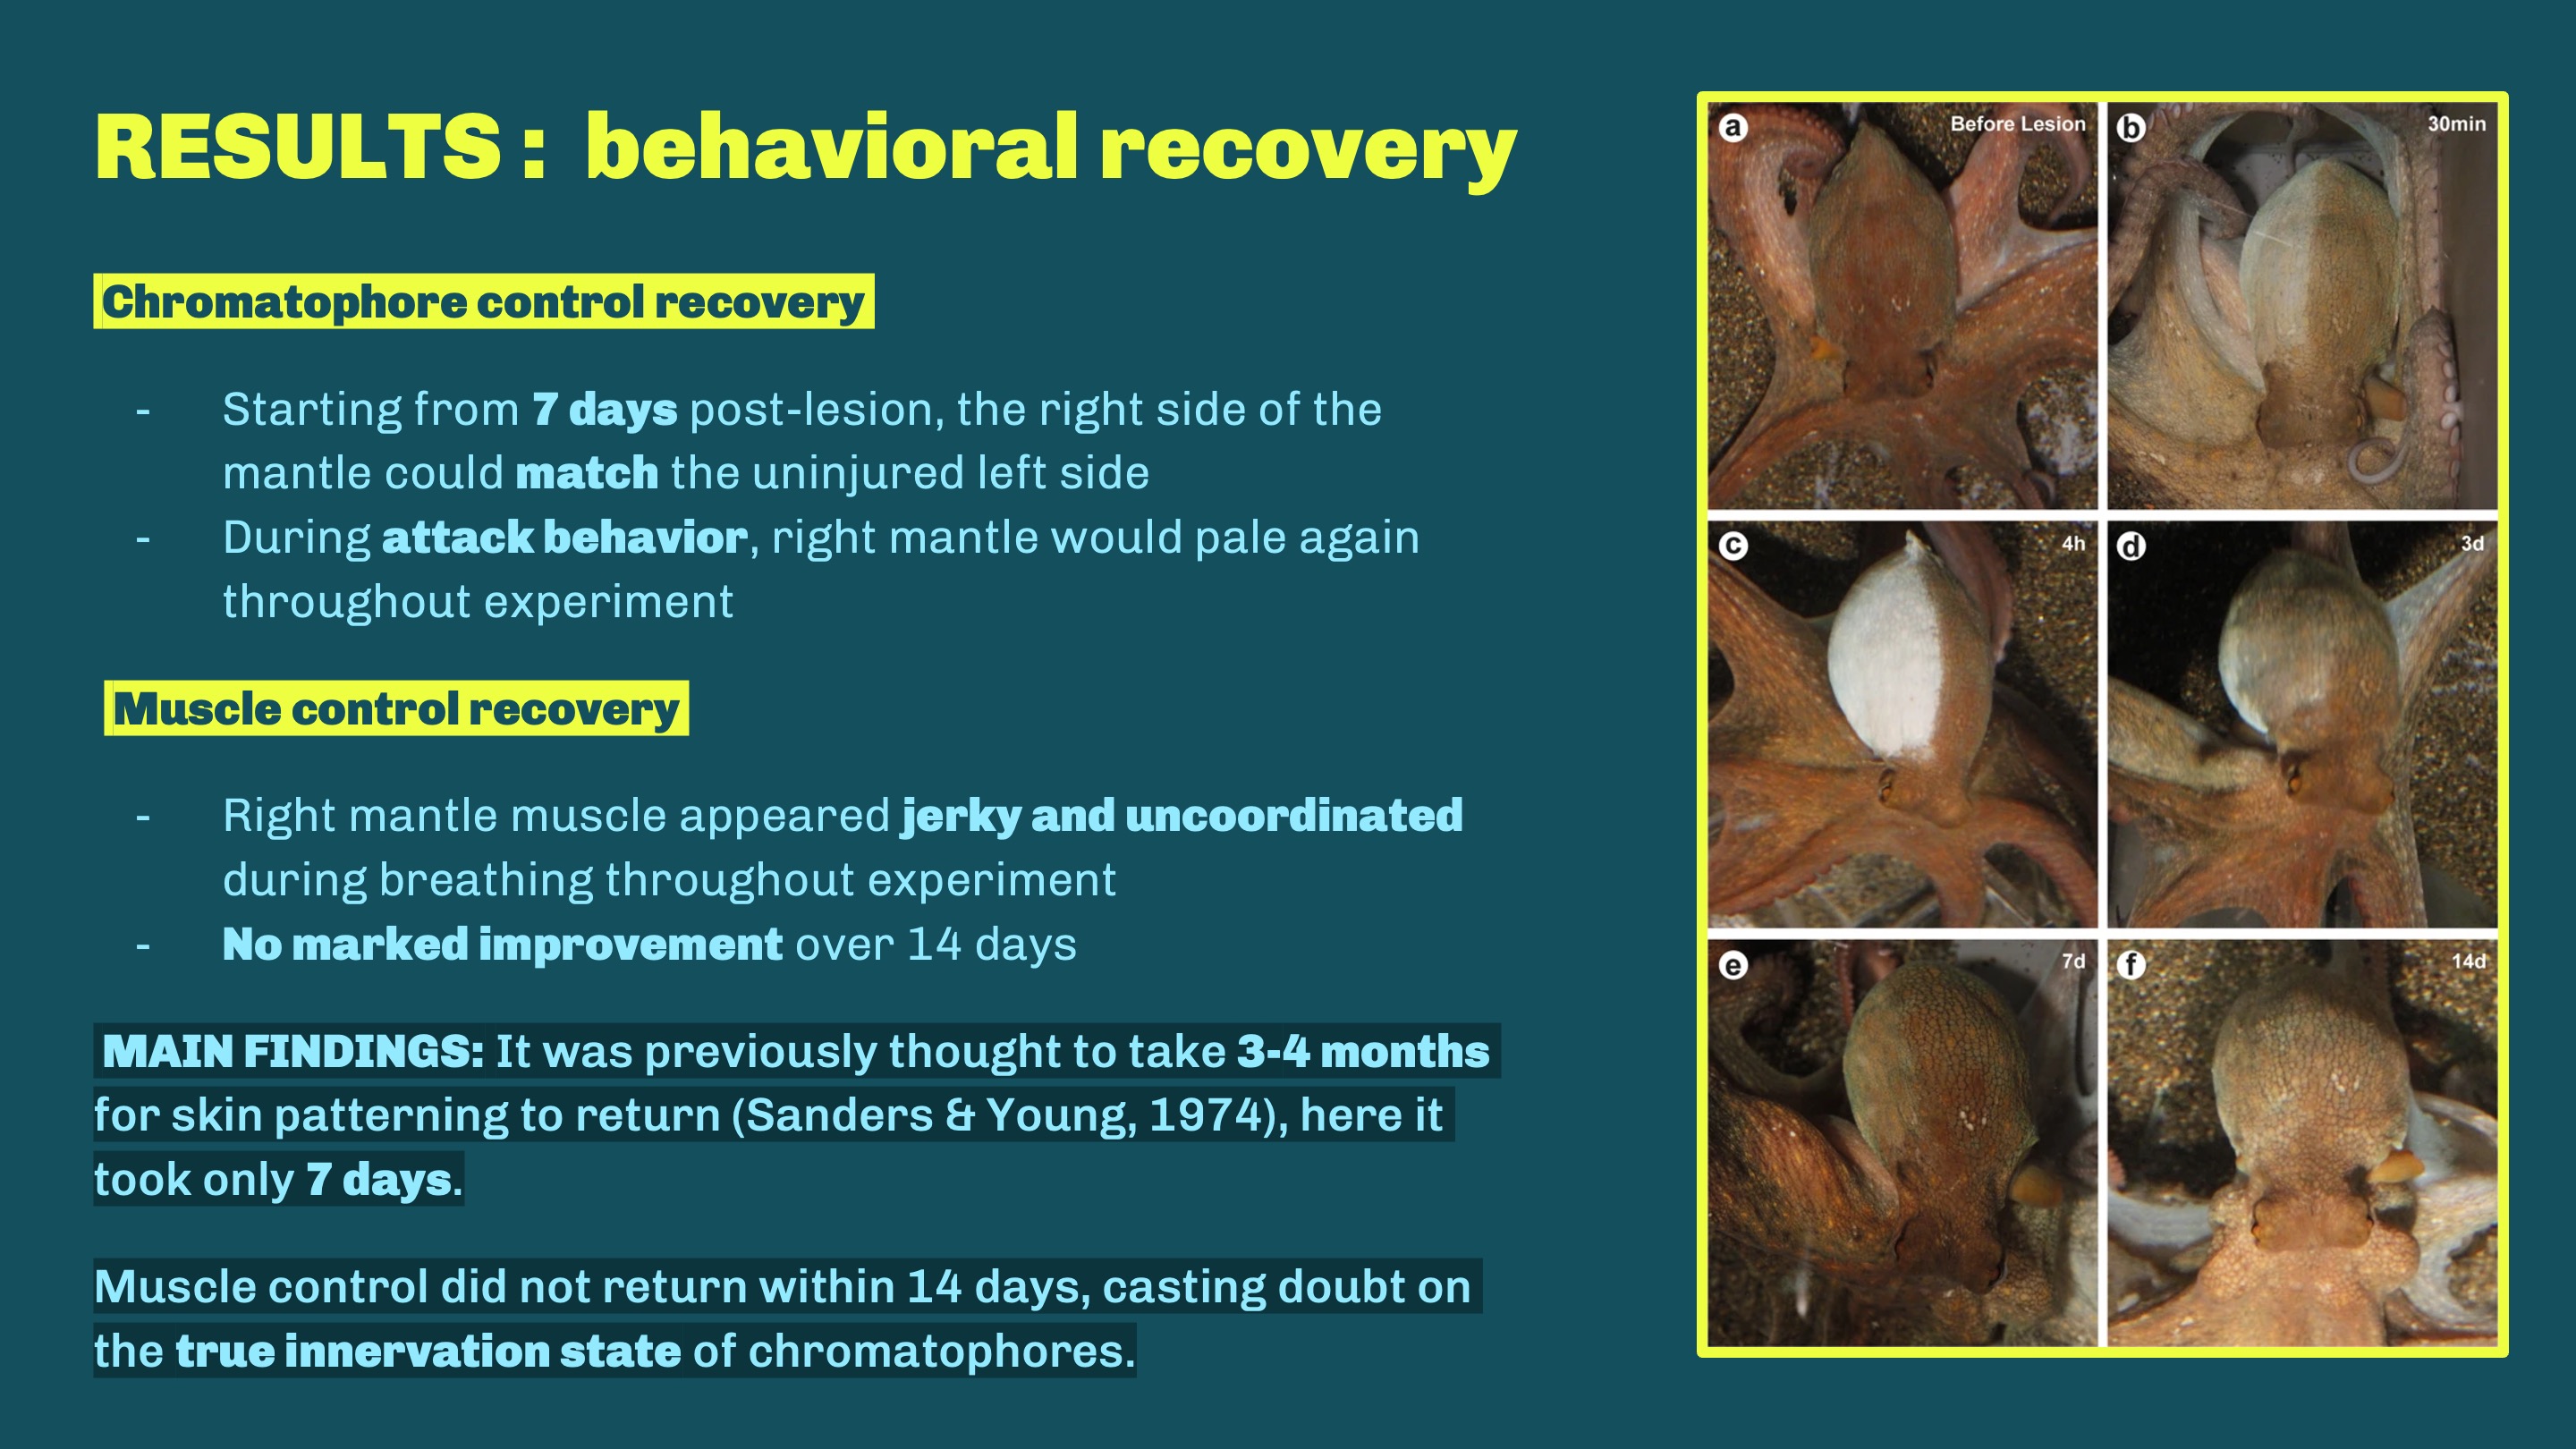 RESULTS : behavioral recovery
Chromatophore control recovery
- Starting from 7 days post-lesion, the right side of the
mantle could match the uninjured left side
- During attack behavior, right mantle would pale again
throughout experiment
Muscle control recovery
- Right mantle muscle appeared jerky and uncoordinated
during breathing throughout experiment
- No marked improvement over 14 days
MAIN FINDINGS: It was previously thought to take 3-4 months
for skin patterning to return (Sanders & Young, 1974), here it
took only 7 days.
Muscle control did not return within 14 days, casting doubt on
the true innervation state of chromatophores.
a Before Lesion
b 30min
c 4h
d 3d
e 7d
f 14d